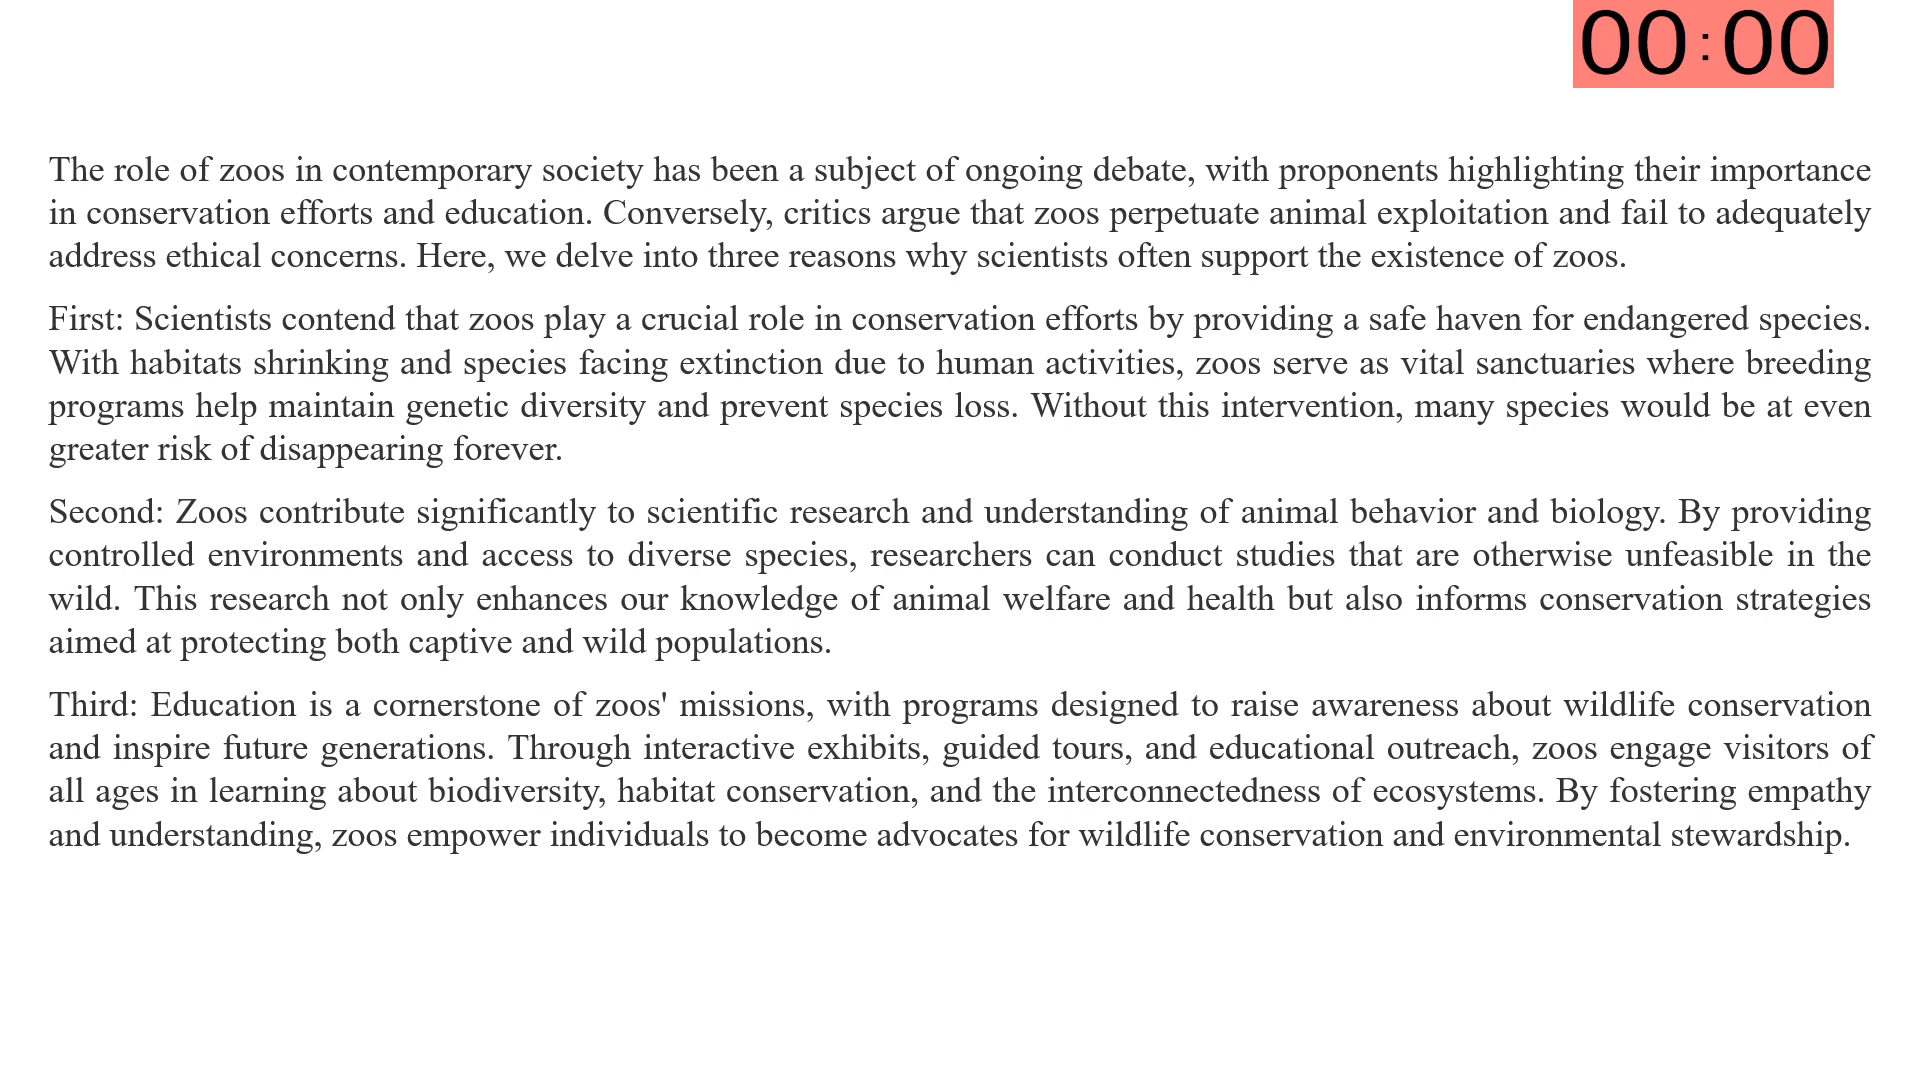 00:00
The role of zoos in contemporary society has been a subject of ongoing debate, with proponents highlighting their importance
in conservation efforts and education. Conversely, critics argue that zoos perpetuate animal exploitation and fail to adequately
address ethical concerns. Here, we delve into three reasons why scientists often support the existence of zoos.
First: Scientists contend that zoos play a crucial role in conservation efforts by providing a safe haven for endangered species.
With habitats shrinking and species facing extinction due to human activities, zoos serve as vital sanctuaries where breeding
programs help maintain genetic diversity and prevent species loss. Without this intervention, many species would be at even
greater risk of disappearing forever.
Second: Zoos contribute significantly to scientific research and understanding of animal behavior and biology. By providing
controlled environments and access to diverse species, researchers can conduct studies that are otherwise unfeasible in the
wild. This research not only enhances our knowledge of animal welfare and health but also informs conservation strategies
aimed at protecting both captive and wild populations.
Third: Education is a cornerstone of zoos' missions, with programs designed to raise awareness about wildlife conservation
and inspire future generations. Through interactive exhibits, guided tours, and educational outreach, zoos engage visitors of
all ages in learning about biodiversity, habitat conservation, and the interconnectedness of ecosystems. By fostering empathy
and understanding, zoos empower individuals to become advocates for wildlife conservation and environmental stewardship.